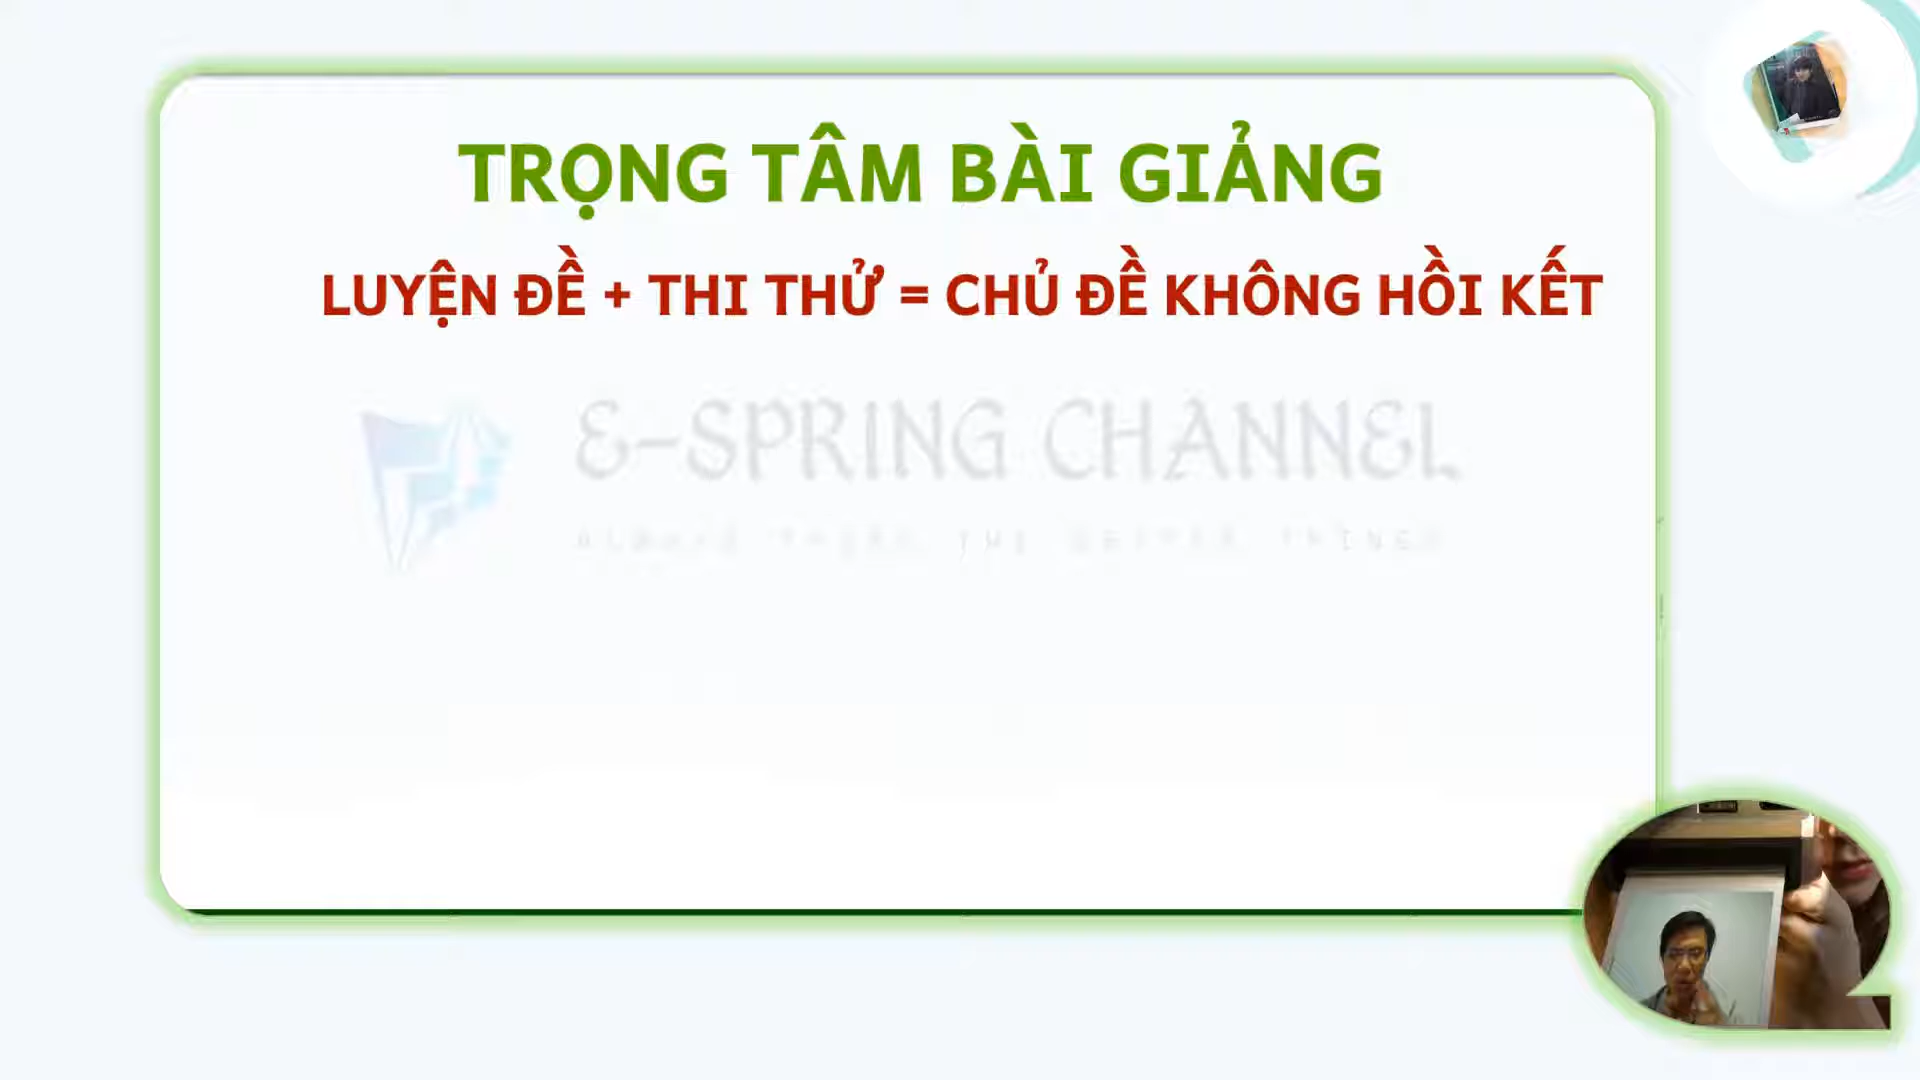 TRỌNG TÂM BÀI GIẢNG
LUYỆN ĐỀ + THI THỬ = CHỦ ĐỀ KHÔNG HỒI KẾT
E-SPRING CHANNEL